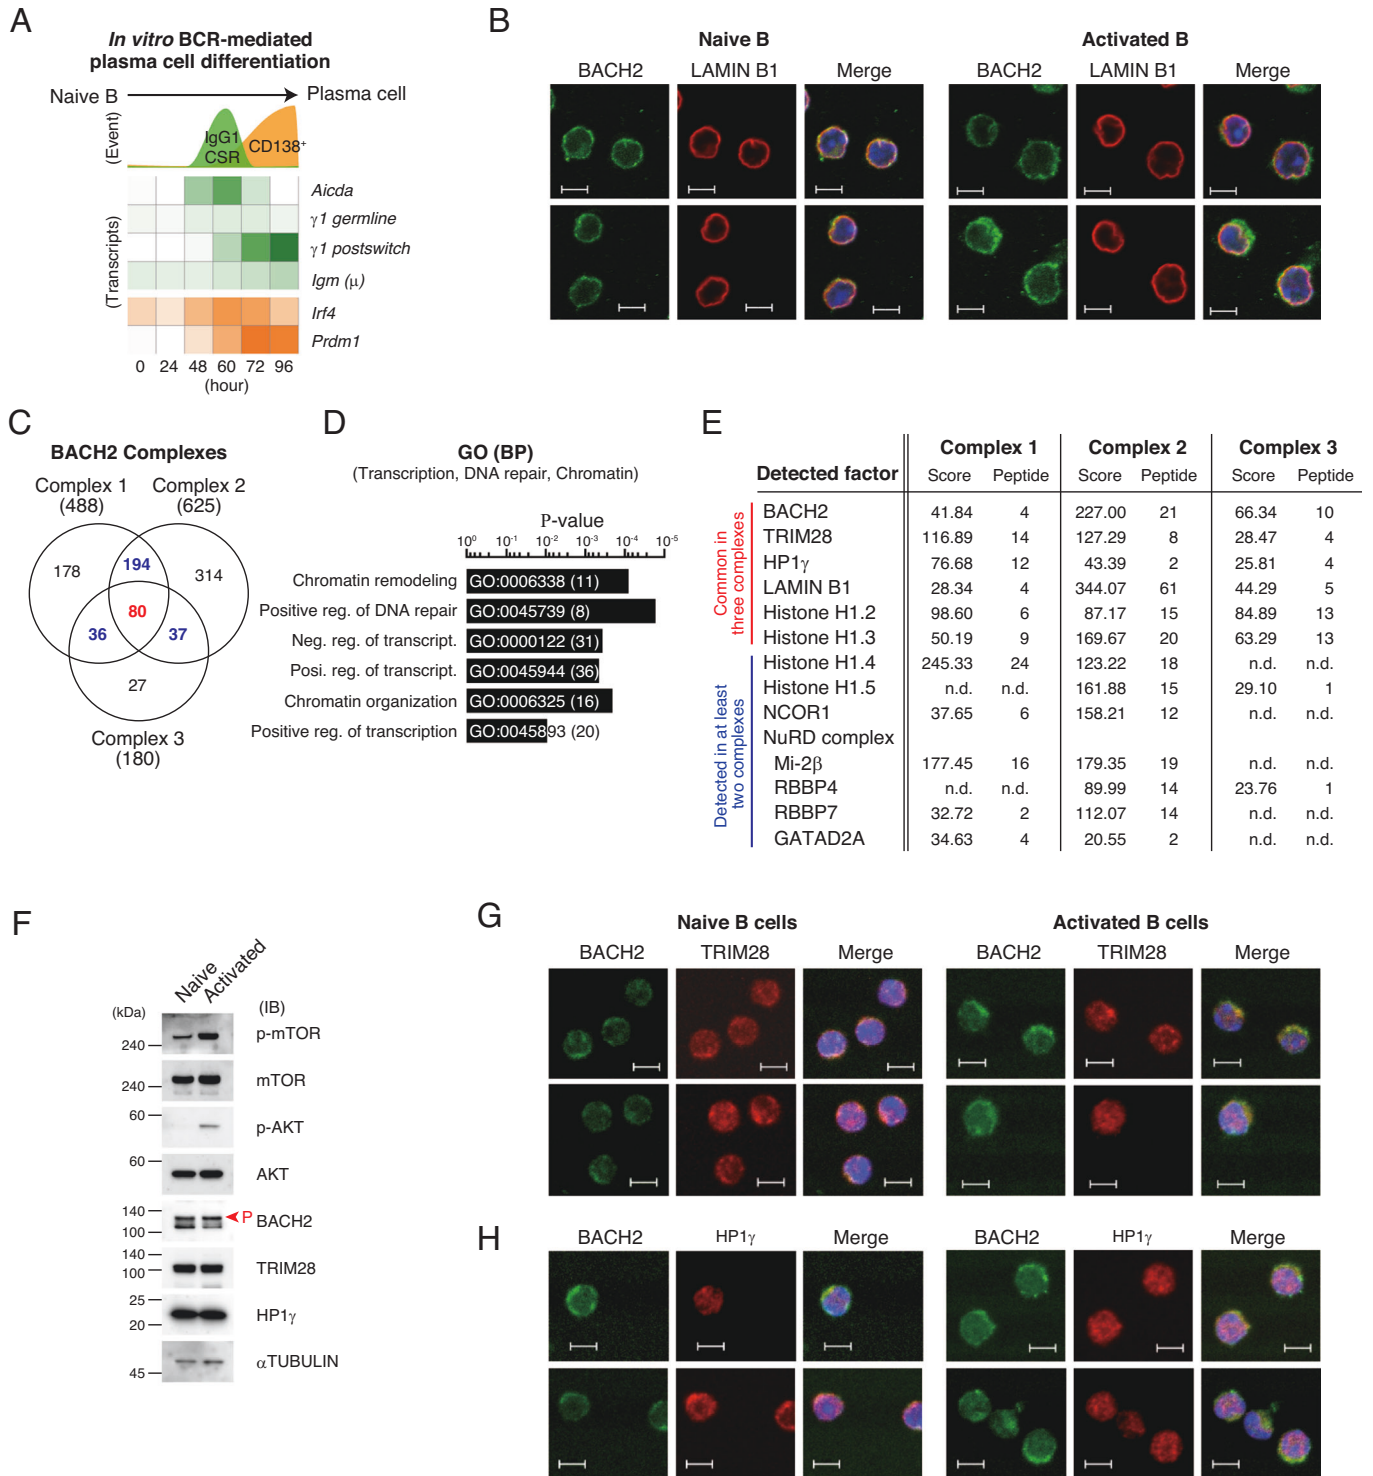 A
In vitro BCR-mediated
plasma cell differentiation
Naive B
Plasma cell
(Event)
IgG1
CSR
CD138+
(Transcripts)
Aicda
γ1 germline
γ1 postswitch
Igm (μ)
Irf4
Prdm1
0 24 48 60 72 96
(hour)
B
Naive B Activated B
BACH2 LAMIN B1 Merge BACH2 LAMIN B1 Merge
C
BACH2 Complexes
Complex 1 Complex 2
(488) (625)
178 194 314
80
36 37
27
Complex 3
(180)
D
GO (BP)
(Transcription, DNA repair, Chromatin)
P-value
10⁰ 10⁻¹ 10⁻² 10⁻³ 10⁻⁴ 10⁻⁵
Chromatin remodeling GO:0006338 (11)
Positive reg. of DNA repair GO:0045739 (8)
Neg. reg. of transcript. GO:0000122 (31)
Posi. reg. of transcript. GO:0045944 (36)
Chromatin organization GO:0006325 (16)
Positive reg. of transcription GO:0045893 (20)
E
Complex 1 Complex 2 Complex 3
Detected factor Score Peptide Score Peptide Score Peptide
Common in
three complexes
BACH2 41.84 4 227.00 21 66.34 10
TRIM28 116.89 14 127.29 8 28.47 4
HP1γ 76.68 12 43.39 2 25.81 4
LAMIN B1 28.34 4 344.07 61 44.29 5
Histone H1.2 98.60 6 87.17 15 84.89 13
Histone H1.3 50.19 9 169.67 20 63.29 13
Detected in at least
two complexes
Histone H1.4 245.33 24 123.22 18 n.d. n.d.
Histone H1.5 n.d. n.d. 161.88 15 29.10 1
NCOR1 37.65 6 158.21 12 n.d. n.d.
NuRD complex
Mi-2β 177.45 16 179.35 19 n.d. n.d.
RBBP4 n.d. n.d. 89.99 14 23.76 1
RBBP7 32.72 2 112.07 14 n.d. n.d.
GATAD2A 34.63 4 20.55 2 n.d. n.d.
F
Naive Activated
(kDa) (IB)
240 p-mTOR
240 mTOR
60 p-AKT
60 AKT
140 P
100 BACH2
140
100 TRIM28
25
20 HP1γ
45 αTUBULIN
G
Naive B cells Activated B cells
BACH2 TRIM28 Merge BACH2 TRIM28 Merge
H
BACH2 HP1γ Merge BACH2 HP1γ Merge